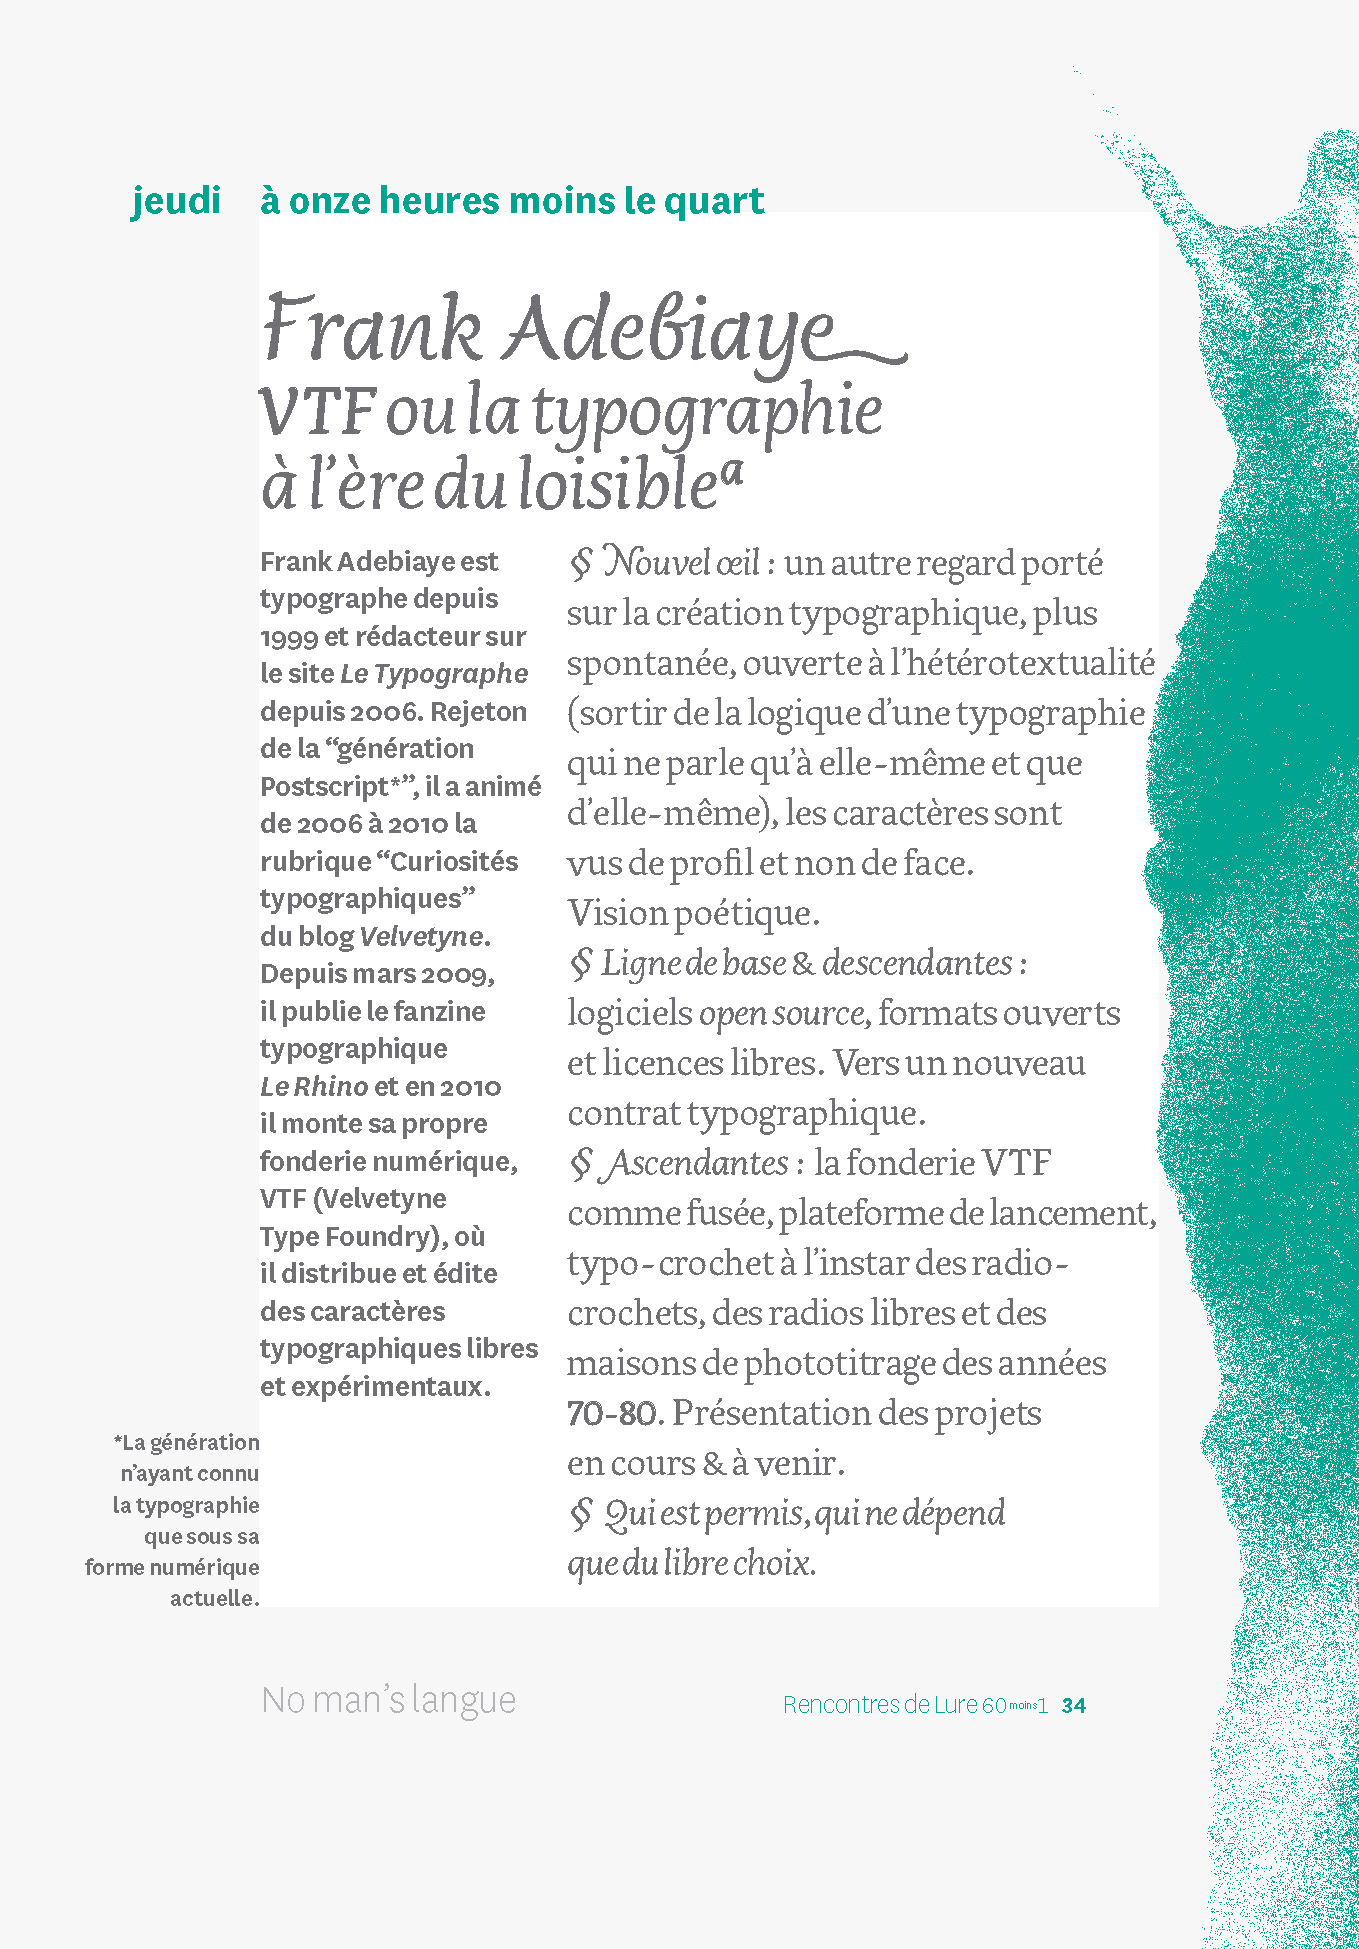 jeudi à onze heures moins le quart
Frank Adebiaye
VTF ou la typographie
à l’ère du loisibleª
Frank Adebiaye est
typographe depuis
1999 et rédacteur sur
le site Le Typographe
depuis 2006. Rejeton
de la “génération
Postscript*”, il a animé
de 2006 à 2010 la
rubrique “Curiosités
typographiques”
du blog Velvetyne.
Depuis mars 2009,
il publie le fanzine
typographique
Le Rhino et en 2010
il monte sa propre
fonderie numérique,
VTF (Velvetyne
Type Foundry), où
il distribue et édite
des caractères
typographiques libres
et expérimentaux.
*La génération
n’ayant connu
la typographie
que sous sa
forme numérique
actuelle.
§ Nouvel œil : un autre regard porté
sur la création typographique, plus
spontanée, ouverte à l’hétérotextualité
(sortir de la logique d’une typographie
qui ne parle qu’à elle-même et que
d’elle-même), les caractères sont
vus de profil et non de face.
Vision poétique.
§ Ligne de base & descendantes :
logiciels open source, formats ouverts
et licences libres. Vers un nouveau
contrat typographique.
§ Ascendantes : la fonderie VTF
comme fusée, plateforme de lancement,
typo-crochet à l’instar des radio-
crochets, des radios libres et des
maisons de phototitrage des années
70-80. Présentation des projets
en cours & à venir.
§ Qui est permis, qui ne dépend
que du libre choix.
No man’s langue
Rencontres de Lure 60 moins 1 34